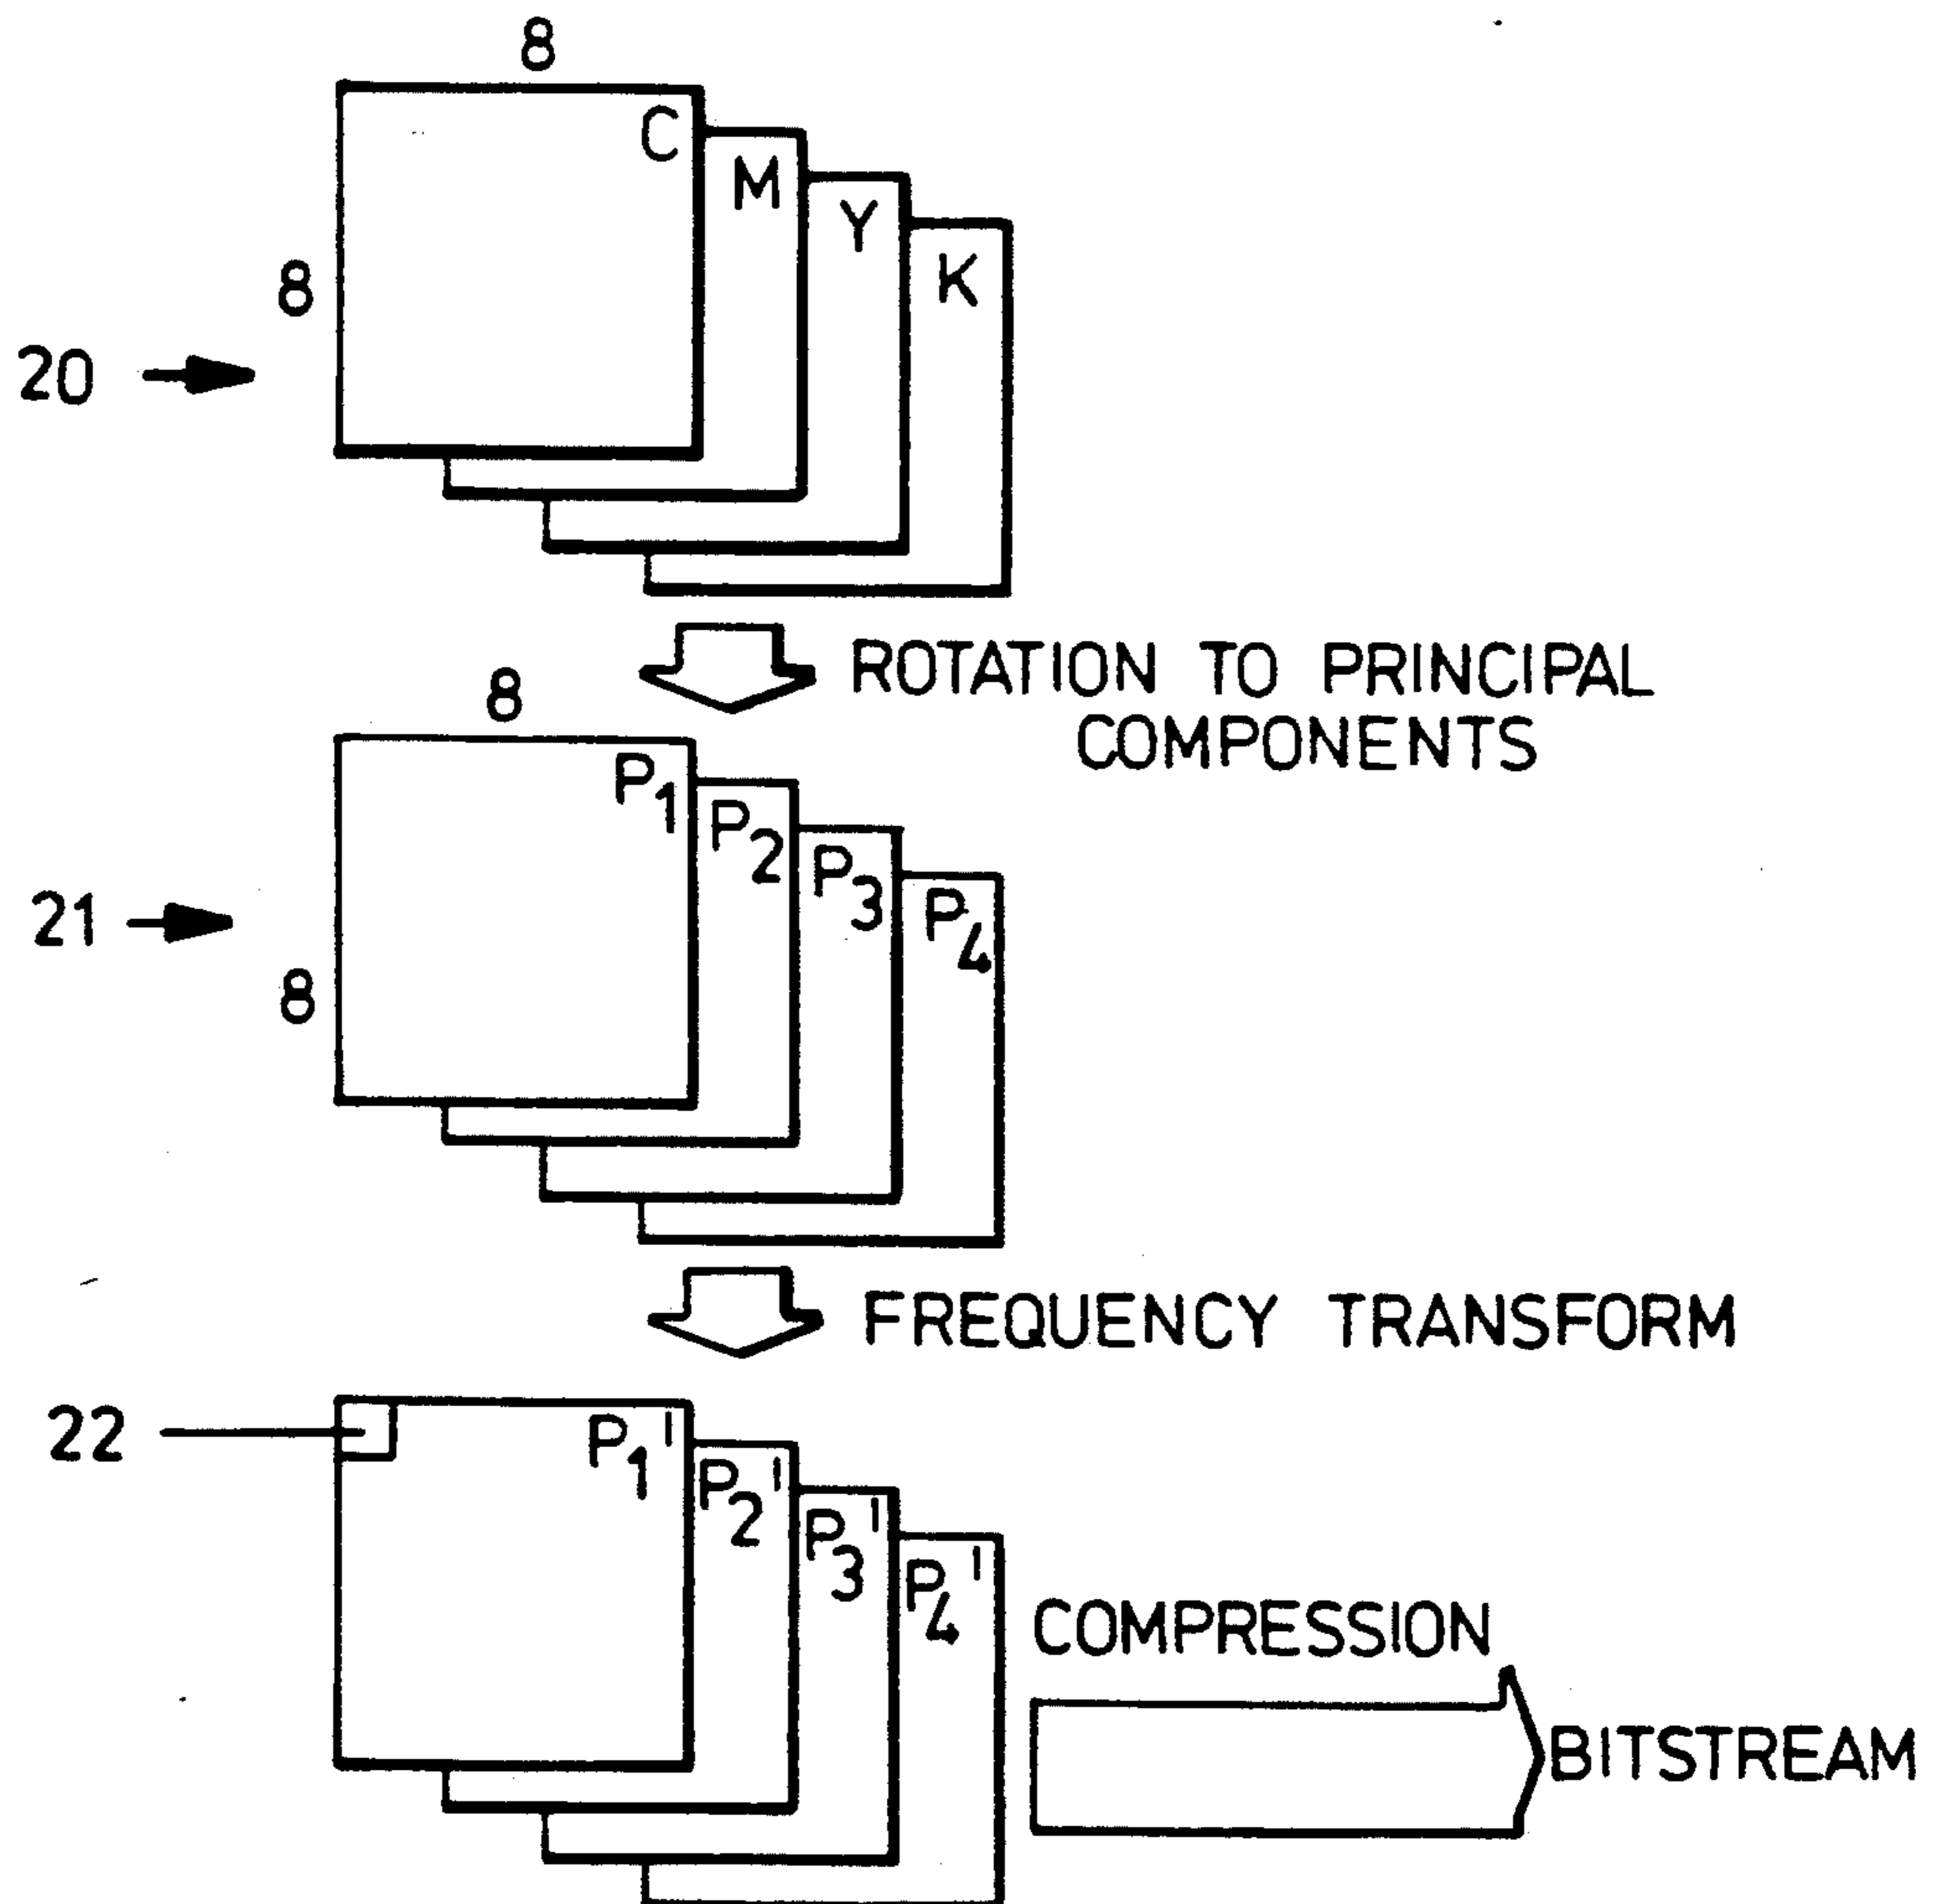 8
C
M
Y
K
8
20
ROTATION TO PRINCIPAL
COMPONENTS
8
P1
P2
P3
P4
21
8
FREQUENCY TRANSFORM
22
P1'
P2'
P3'
P4'
COMPRESSION
BITSTREAM